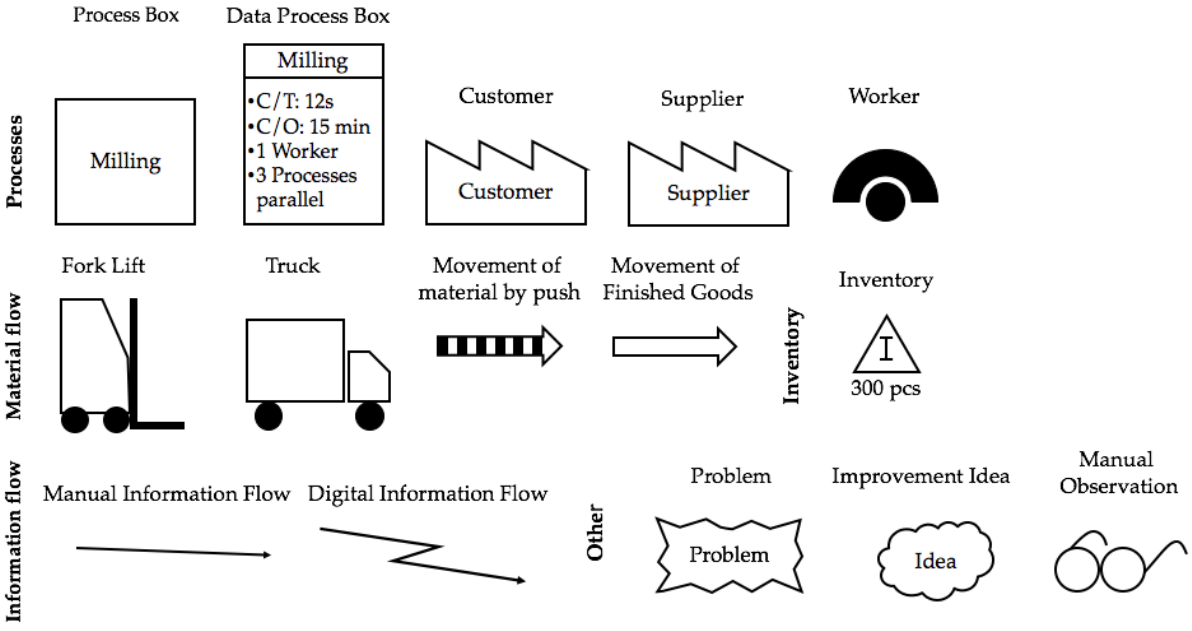 Process Box
Data Process Box
Processes
Milling
Milling
•C/T: 12s
•C/O: 15 min
•1 Worker
•3 Processes
parallel
Customer
Customer
Supplier
Supplier
Worker
Material flow
Fork Lift
Truck
Movement of
material by push
Movement of
Finished Goods
Inventory
Inventory
I
300 pcs
Information flow
Manual Information Flow
Digital Information Flow
Other
Problem
Problem
Improvement Idea
Idea
Manual
Observation